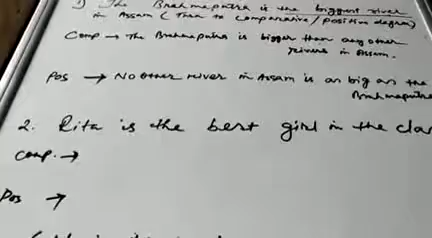 1) The Brahmaputra is the biggest river
in Assam (Turn to comparative/positive degree)
Comp → The Brahmaputra is bigger than any other
rivers in Assam.
Pos → No other river in Assam is as big as the
Brahmaputra
2. Rita is the best girl in the clas
Comp. →
Pos →